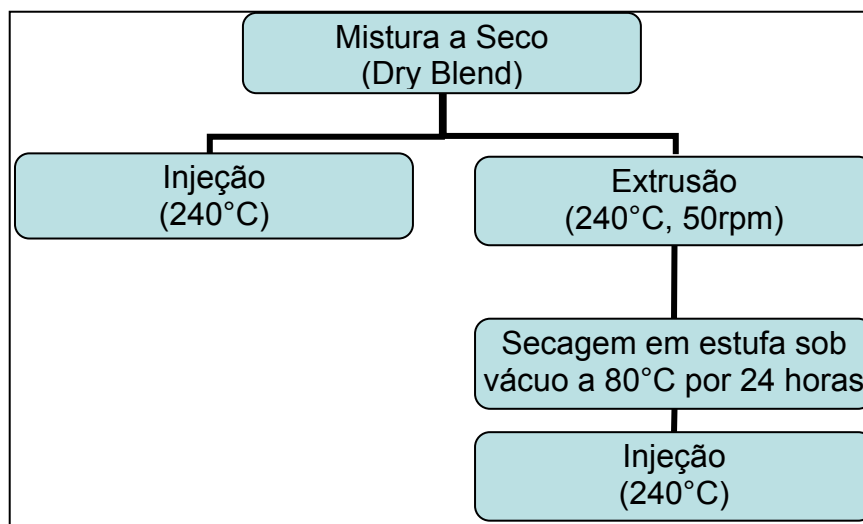 Mistura a Seco
(Dry Blend)
Injeção
(240°C)
Extrusão
(240°C, 50rpm)
Secagem em estufa sob
vácuo a 80°C por 24 horas
Injeção
(240°C)